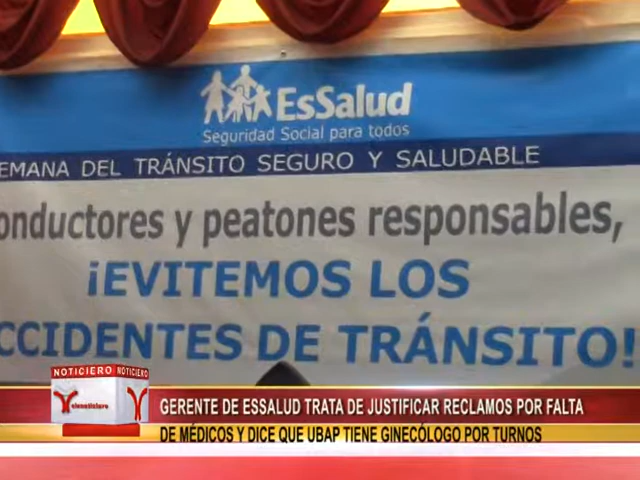 EsSalud
Seguridad Social para todos
EMANA DEL TRÁNSITO SEGURO Y SALUDABLE
onductores y peatones responsables,
¡EVITEMOS LOS
CCIDENTES DE TRÁNSITO!
NOTICIERO NOTICIERO
GERENTE DE ESSALUD TRATA DE JUSTIFICAR RECLAMOS POR FALTA
DE MÉDICOS Y DICE QUE UBAP TIENE GINECÓLOGO POR TURNOS